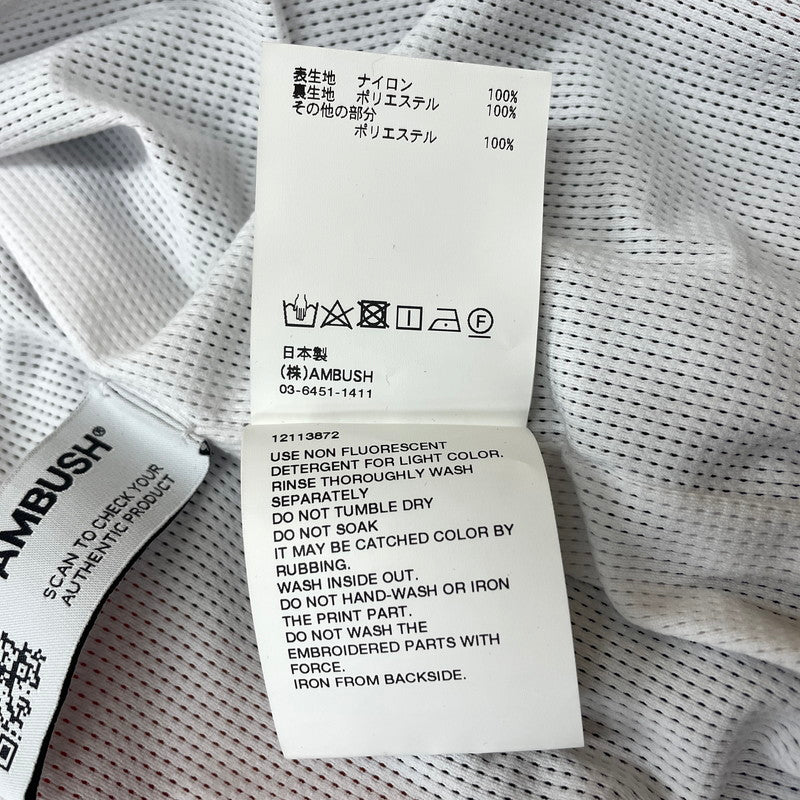 表生地 ナイロン 100%
裏生地 ポリエステル 100%
その他の部分
ポリエステル 100%
F
日本製
(株)AMBUSH
03-6451-1411
12113872
USE NON FLUORESCENT
DETERGENT FOR LIGHT COLOR.
RINSE THOROUGHLY WASH
SEPARATELY
DO NOT TUMBLE DRY
DO NOT SOAK
IT MAY BE CATCHED COLOR BY
RUBBING.
WASH INSIDE OUT.
DO NOT HAND-WASH OR IRON
THE PRINT PART.
DO NOT WASH THE
EMBROIDERED PARTS WITH
FORCE.
IRON FROM BACKSIDE.
AMBUSH®
SCAN TO CHECK YOUR
AUTHENTIC PRODUCT